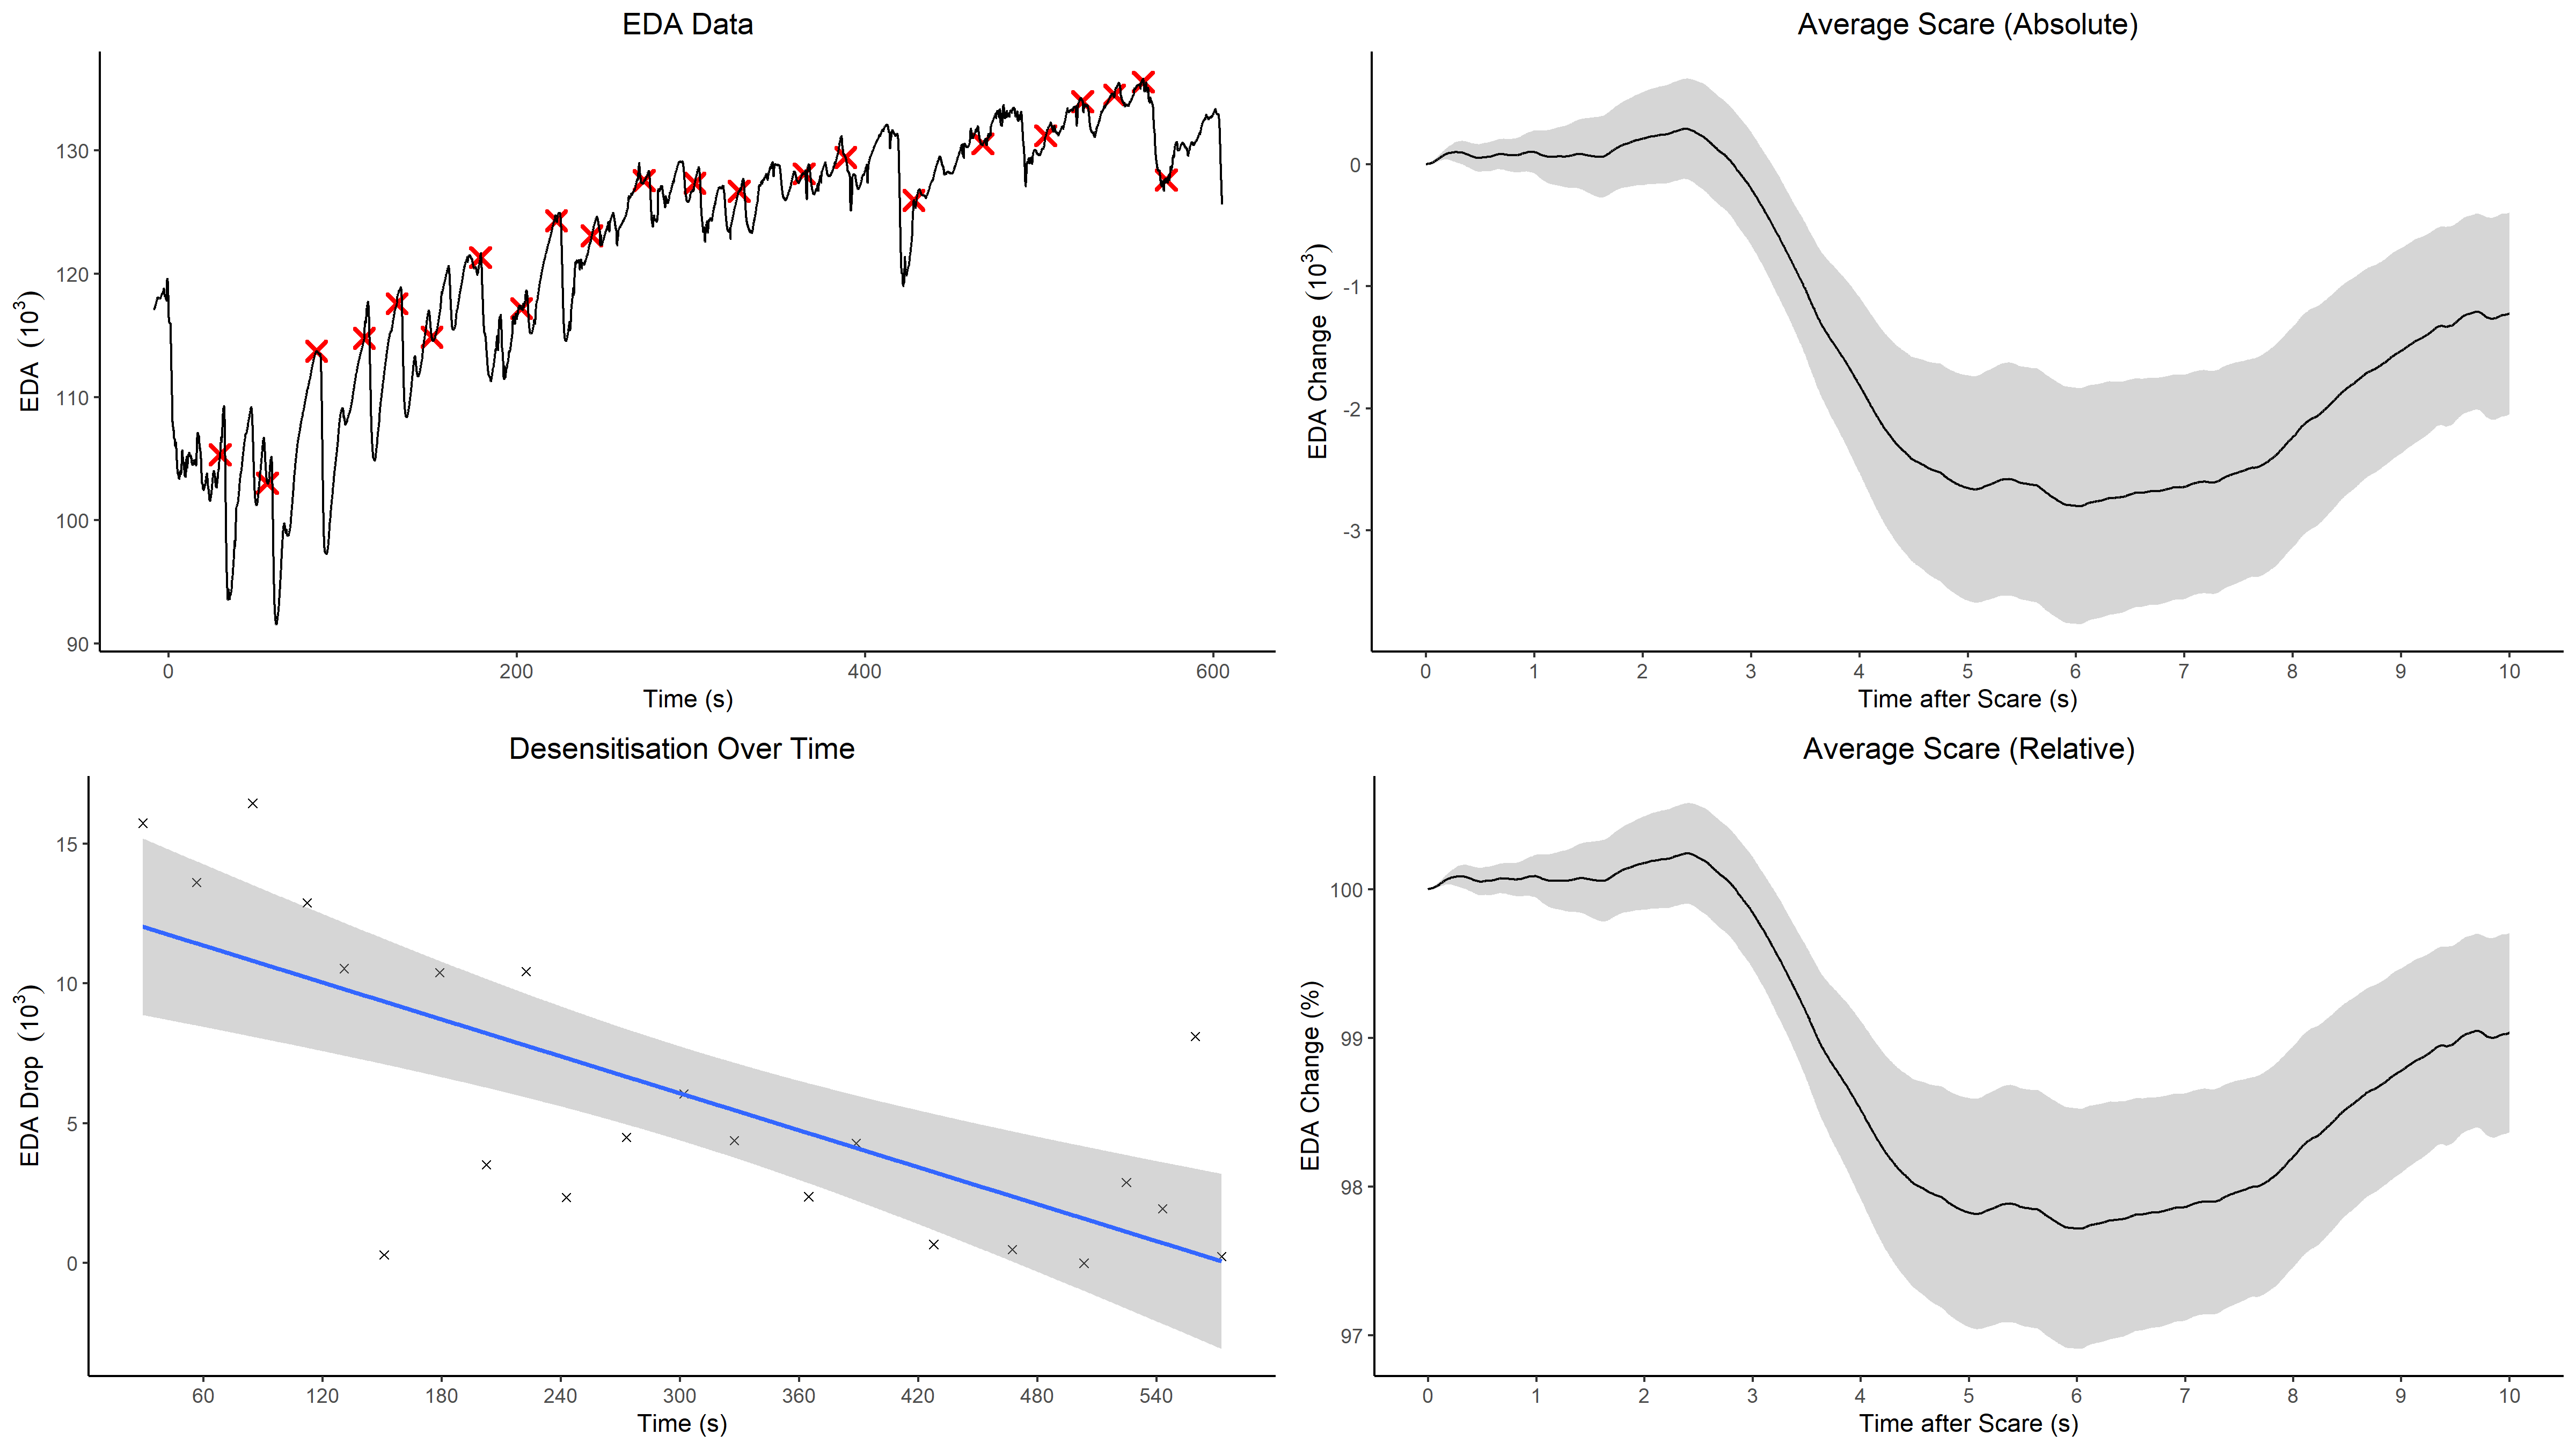 EDA Data
EDA (10³)
130
120
110
100
90
0 200 400 600
Time (s)
Average Scare (Absolute)
EDA Change (10³)
0
-1
-2
-3
0 1 2 3 4 5 6 7 8 9 10
Time after Scare (s)
Desensitisation Over Time
EDA Drop (10³)
15
10
5
0
60 120 180 240 300 360 420 480 540
Time (s)
Average Scare (Relative)
EDA Change (%)
100
99
98
97
0 1 2 3 4 5 6 7 8 9 10
Time after Scare (s)